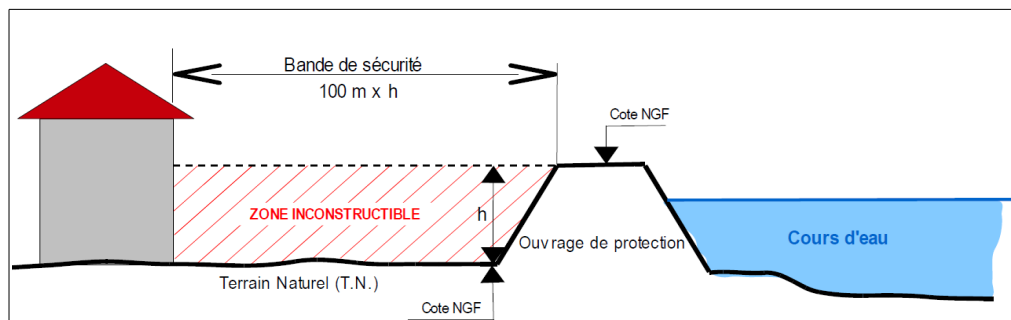 Bande de sécurité
100 m x h
Cote NGF
ZONE INCONSTRUCTIBLE
h
Ouvrage de protection
Cours d'eau
Terrain Naturel (T.N.)
Cote NGF